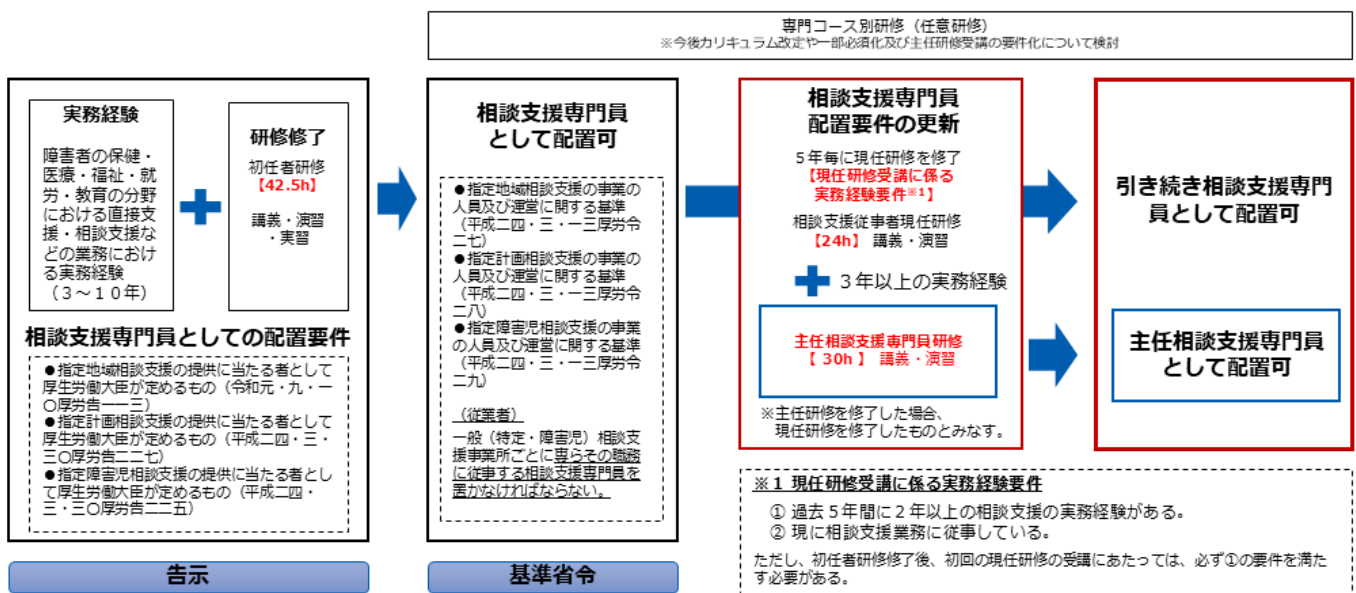 専門コース別研修（任意研修）
※今後カリキュラム改定や一部必須化及び主任研修受講の要件化について検討
実務経験
障害者の保健・
医療・福祉・就
労・教育の分野
における直接支
援・相談支援な
どの業務におけ
る実務経験
（３～１０年）
研修修了
初任者研修
【42.5h】
講義・演習
・実習
相談支援専門員としての配置要件
●指定地域相談支援の提供に当たる者として
厚生労働大臣が定めるもの（令和元・九・一
〇厚労告一一三）
●指定計画相談支援の提供に当たる者として
厚生労働大臣が定めるもの（平成二四・三・
三〇厚労告二二七）
●指定障害児相談支援の提供に当たる者とし
て厚生労働大臣が定めるもの（平成二四・
三・三〇厚労告二二五）
告示
相談支援専門員
として配置可
●指定地域相談支援の事業の
人員及び運営に関する基準
（平成二四・三・一三厚労令
二七）
●指定計画相談支援の事業の
人員及び運営に関する基準
（平成二四・三・一三厚労令
二八）
●指定障害児相談支援の事業
の人員及び運営に関する基準
（平成二四・三・一三厚労令
二九）
（従業者）
一般（特定・障害児）相談支
援事業所ごとに専らその職務
に従事する相談支援専門員を
置かなければならない。
基準省令
相談支援専門員
配置要件の更新
５年毎に現任研修を修了
【現任研修受講に係る
実務経験要件※1】
相談支援従事者現任研修
【24h】 講義・演習
３年以上の実務経験
主任相談支援専門員研修
【 30h 】 講義・演習
※主任研修を修了した場合、
現任研修を修了したものとみなす。
引き続き相談支援専門
員として配置可
主任相談支援専門員
として配置可
※１ 現任研修受講に係る実務経験要件
① 過去５年間に２年以上の相談支援の実務経験がある。
② 現に相談支援業務に従事している。
ただし、初任者研修修了後、初回の現任研修の受講にあたっては、必ず①の要件を満た
す必要がある。